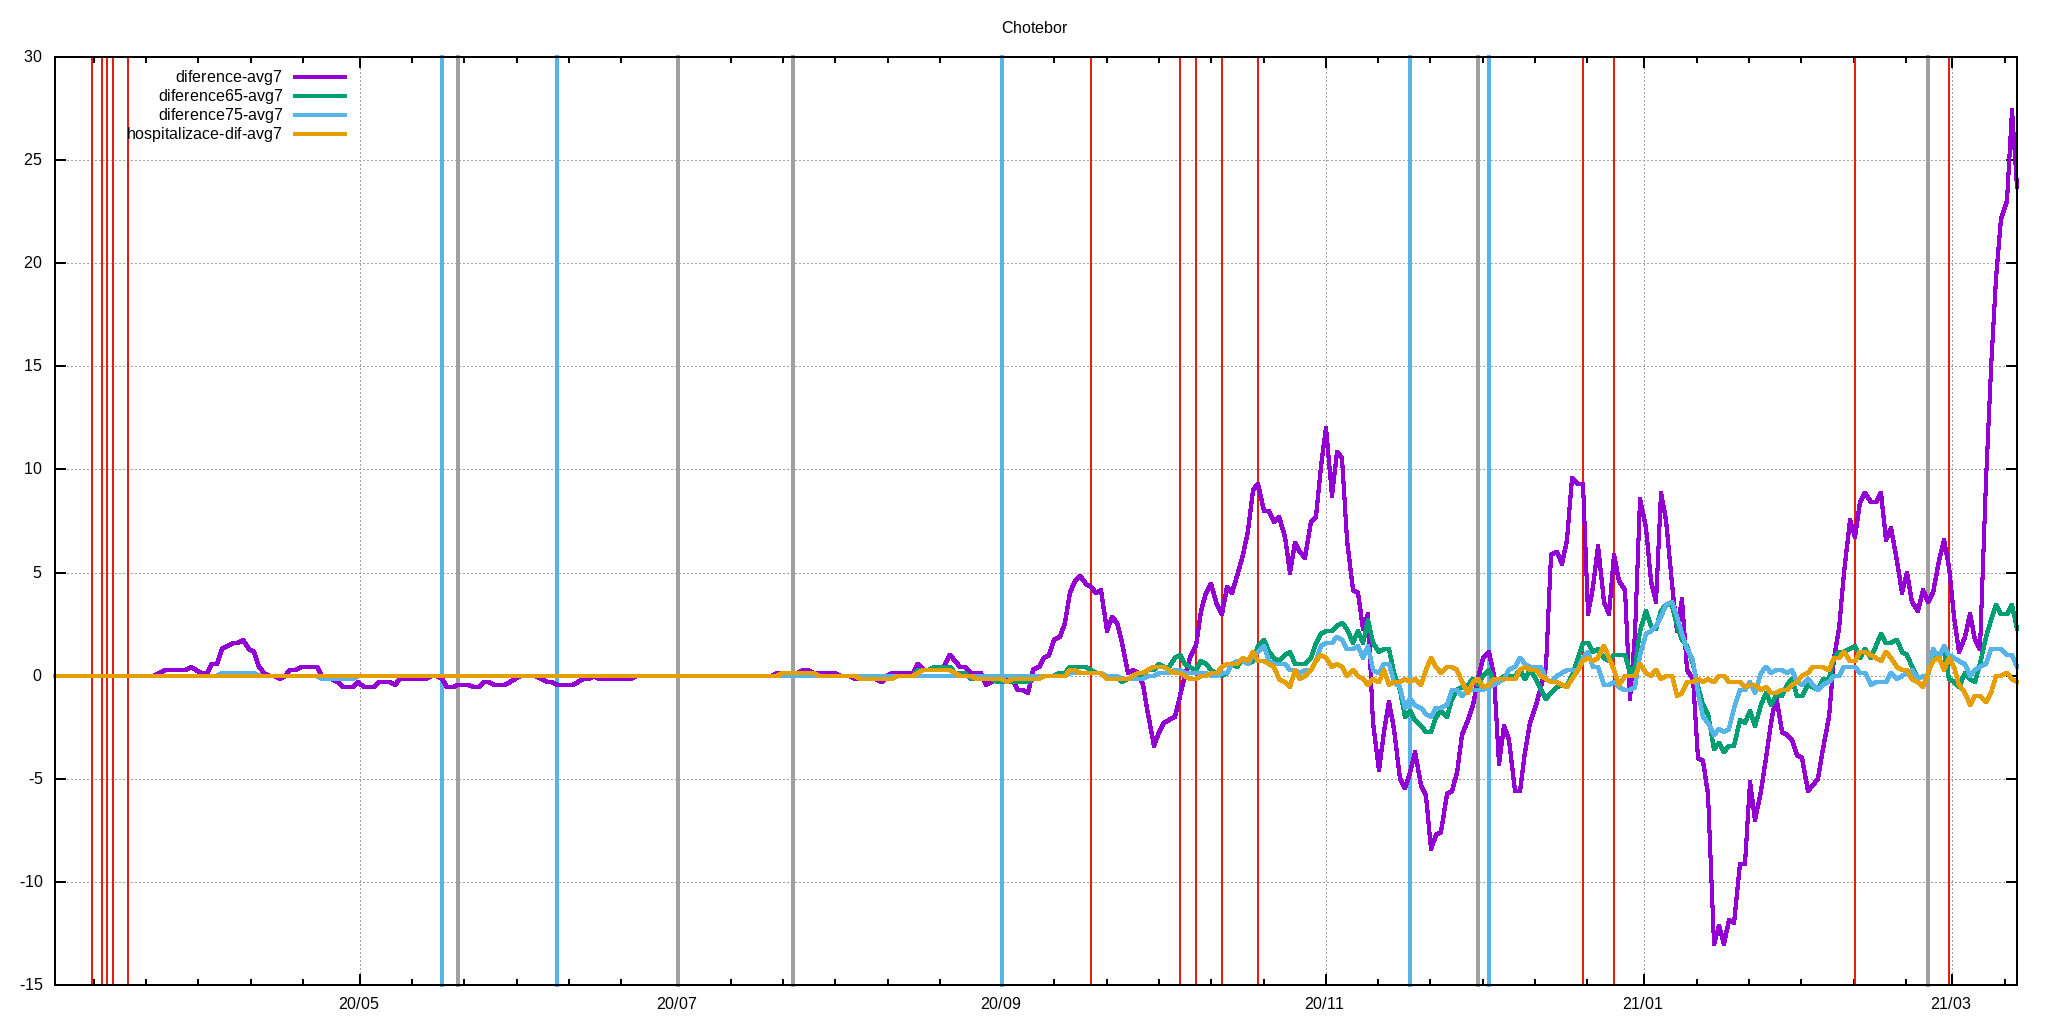 Chotebor
30
25
20
15
10
5
0
-5
-10
-15
diference-avg7
diference65-avg7
diference75-avg7
hospitalizace-dif-avg7
20/05 20/07 20/09 20/11 21/01 21/03